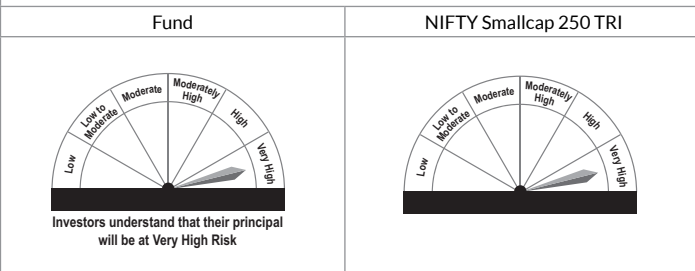 Fund
NIFTY Smallcap 250 TRI
Low
Low to
Moderate
Moderate
Moderately
High
High
Very High
Investors understand that their principal
will be at Very High Risk
Low
Low to
Moderate
Moderate
Moderately
High
High
Very High